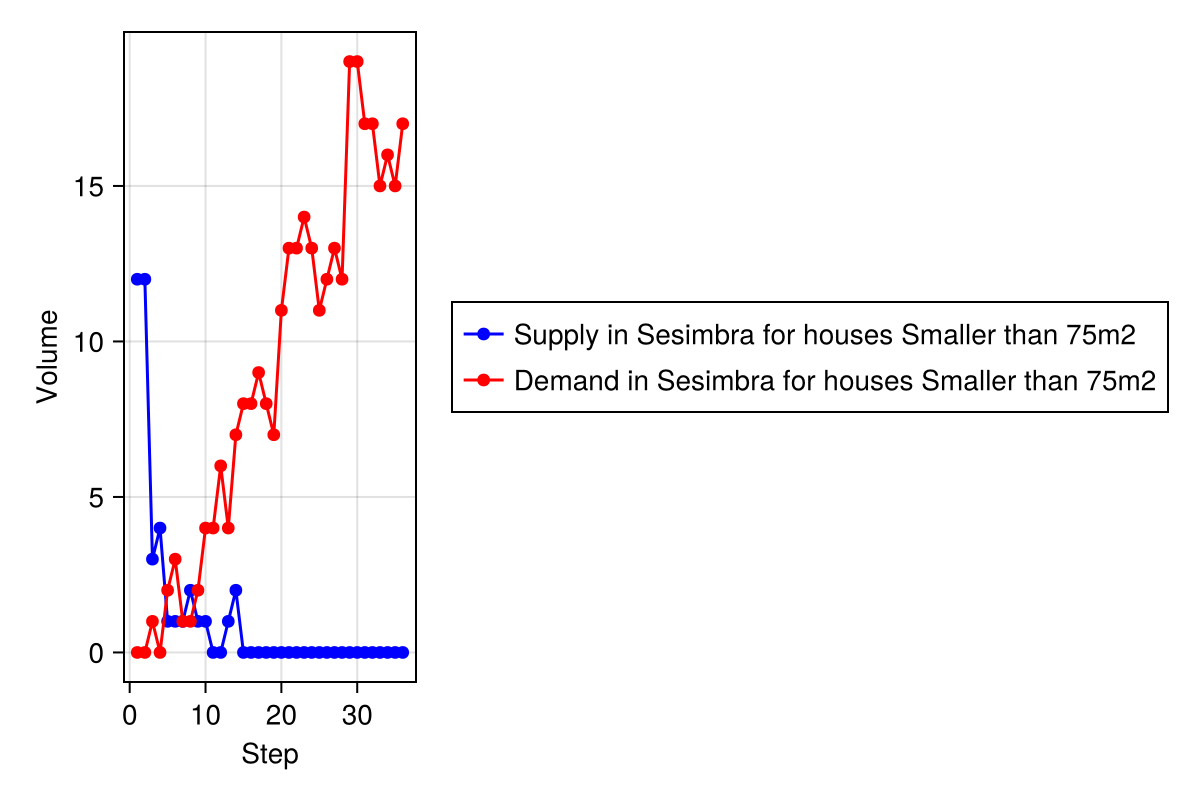 Volume
15
10
5
0
0 10 20 30
Step
Supply in Sesimbra for houses Smaller than 75m2
Demand in Sesimbra for houses Smaller than 75m2